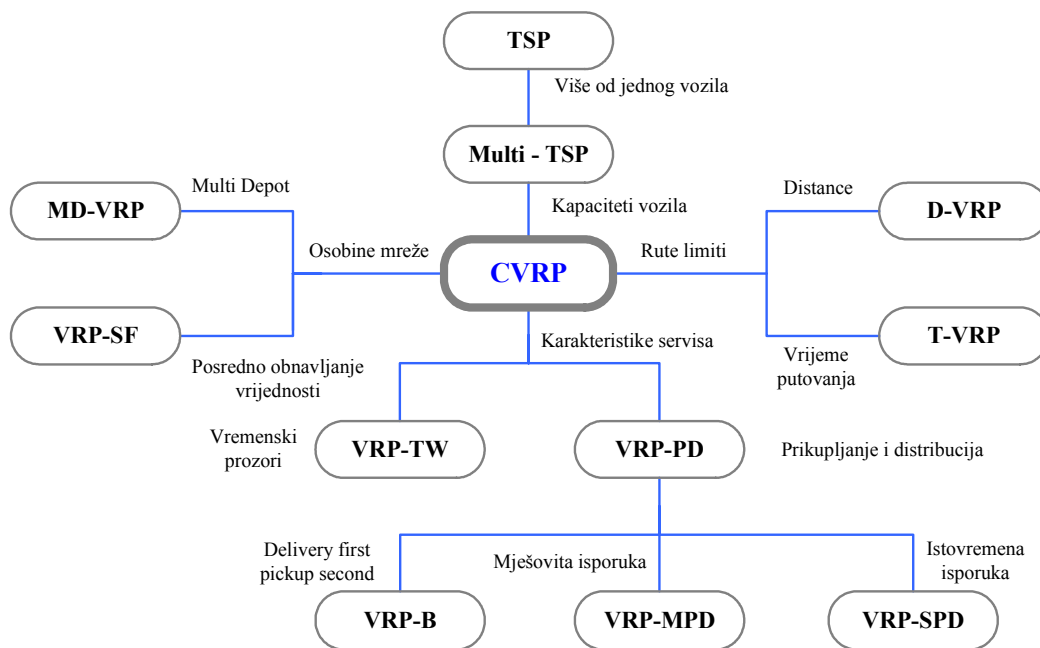 TSP
Više od jednog vozila
Multi - TSP
Multi Depot
Distance
MD-VRP
Kapaciteti vozila
D-VRP
Osobine mreže
CVRP
Rute limiti
VRP-SF
Karakteristike servisa
T-VRP
Posredno obnavljanje
vrijednosti
Vrijeme
putovanja
Vremenski
prozori
VRP-TW
VRP-PD
Prikupljanje i distribucija
Delivery first
pickup second
Mješovita isporuka
Istovremena
isporuka
VRP-B
VRP-MPD
VRP-SPD